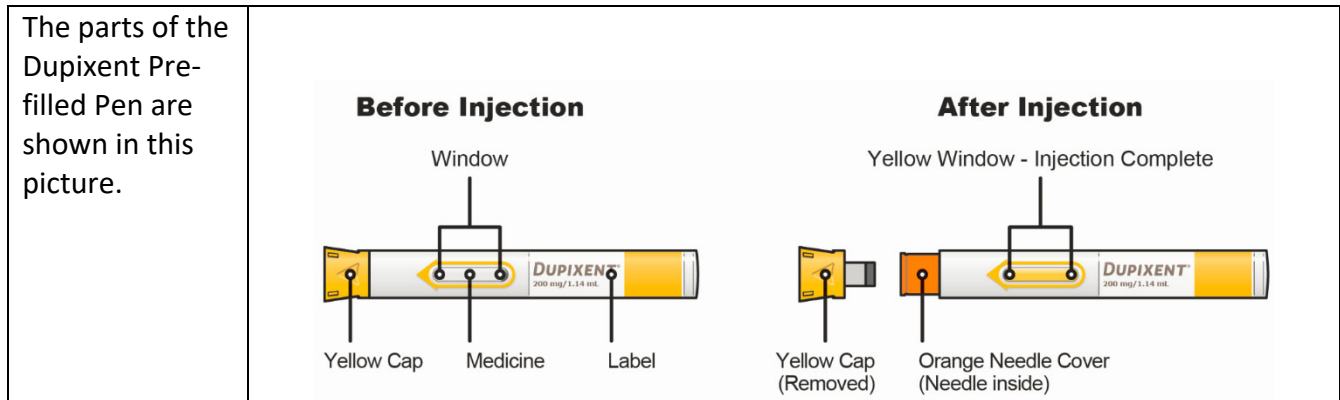 The parts of the
Dupixent Pre-
filled Pen are
shown in this
picture.
Before Injection
Window
DUPIXENT
200 mg/1.14 mL
Yellow Cap
Medicine
Label
After Injection
Yellow Window - Injection Complete
DUPIXENT
200 mg/1.14 mL
Yellow Cap
(Removed)
Orange Needle Cover
(Needle inside)